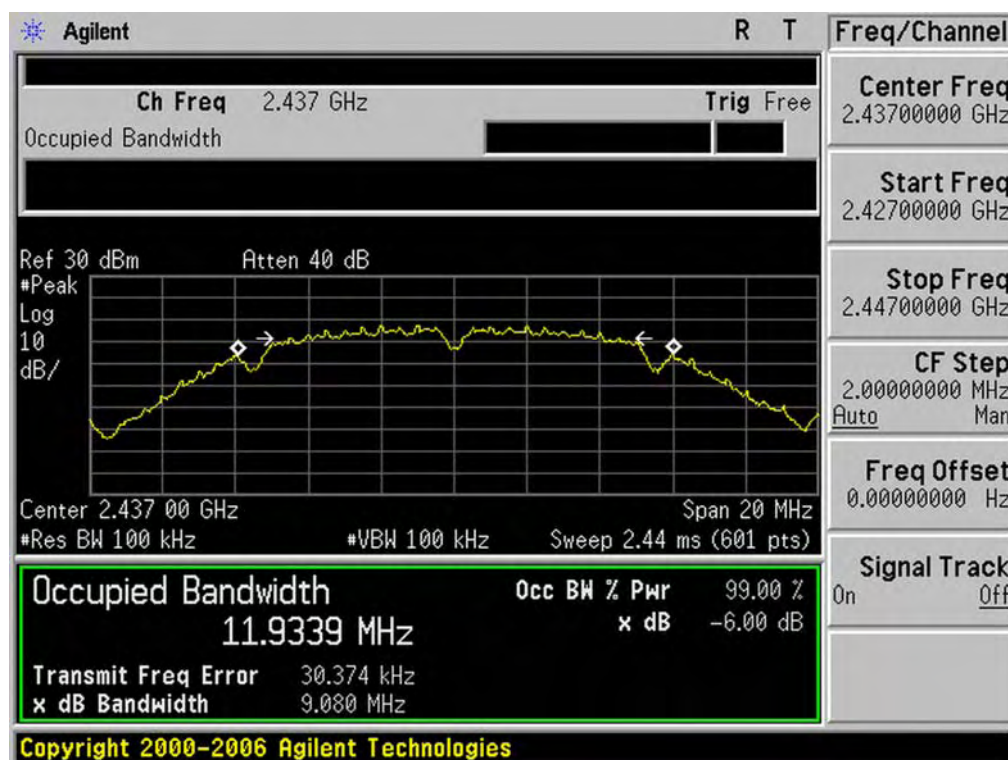 Agilent R T Freq/Channel
Ch Freq 2.437 GHz Trig Free
Occupied Bandwidth
Center Freq
2.43700000 GHz
Start Freq
2.42700000 GHz
Stop Freq
2.44700000 GHz
CF Step
2.00000000 MHz
Auto Man
Freq Offset
0.00000000 Hz
Signal Track
On Off
Ref 30 dBm Atten 40 dB
#Peak
Log
10
dB/
Center 2.437 00 GHz Span 20 MHz
#Res BW 100 kHz #VBW 100 kHz Sweep 2.44 ms (601 pts)
Occupied Bandwidth Occ BW % Pwr 99.00 %
11.9339 MHz x dB -6.00 dB
Transmit Freq Error 30.374 kHz
x dB Bandwidth 9.080 MHz
Copyright 2000-2006 Agilent Technologies